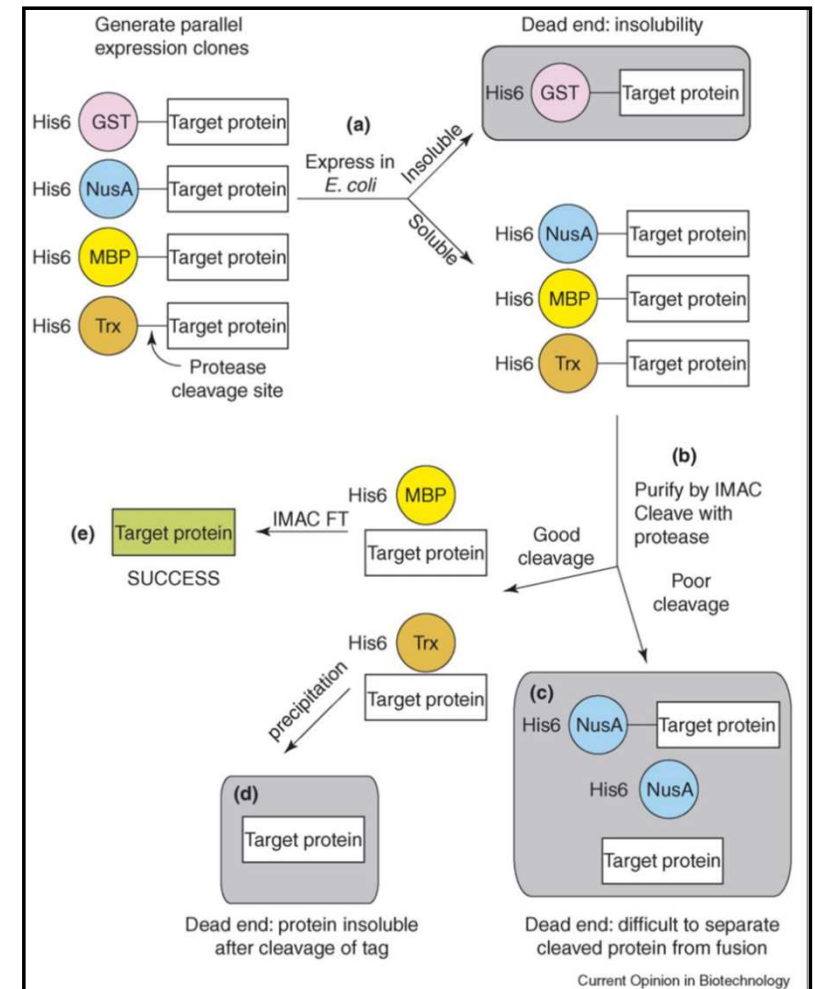 Generate parallel
expression clones
Dead end: insolubility
His6 GST Target protein
His6 GST Target protein
(a)
Express in
E. coli
Insoluble
Soluble
His6 NusA Target protein
His6 MBP Target protein
His6 Trx Target protein
Protease
cleavage site
His6 NusA Target protein
His6 MBP Target protein
His6 Trx Target protein
(b)
Purify by IMAC
Cleave with
protease
Good
cleavage
Poor
cleavage
His6 MBP
Target protein
IMAC FT
(e) Target protein
SUCCESS
His6 Trx
Target protein
precipitation
(c)
His6 NusA Target protein
His6 NusA
Target protein
(d)
Target protein
Dead end: protein insoluble
after cleavage of tag
Dead end: difficult to separate
cleaved protein from fusion
Current Opinion in Biotechnology